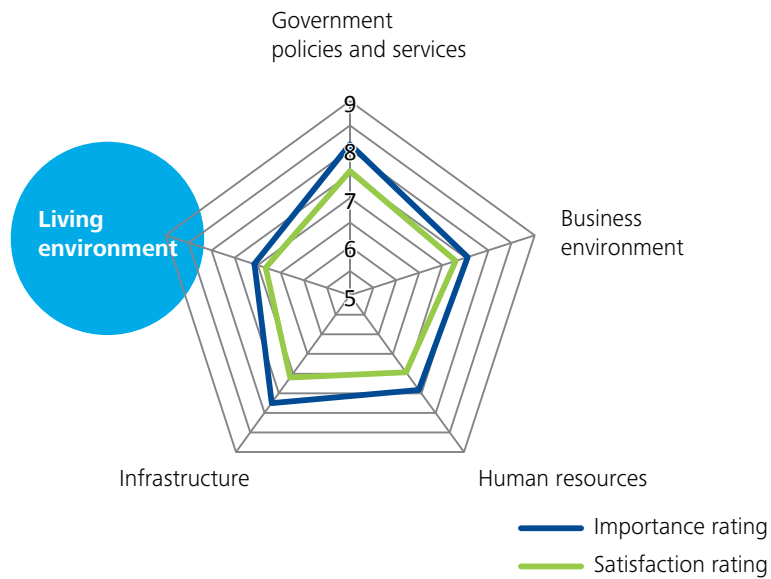 Government
policies and services
9
8
7
6
5
Living
environment
Business
environment
Infrastructure
Human resources
Importance rating
Satisfaction rating